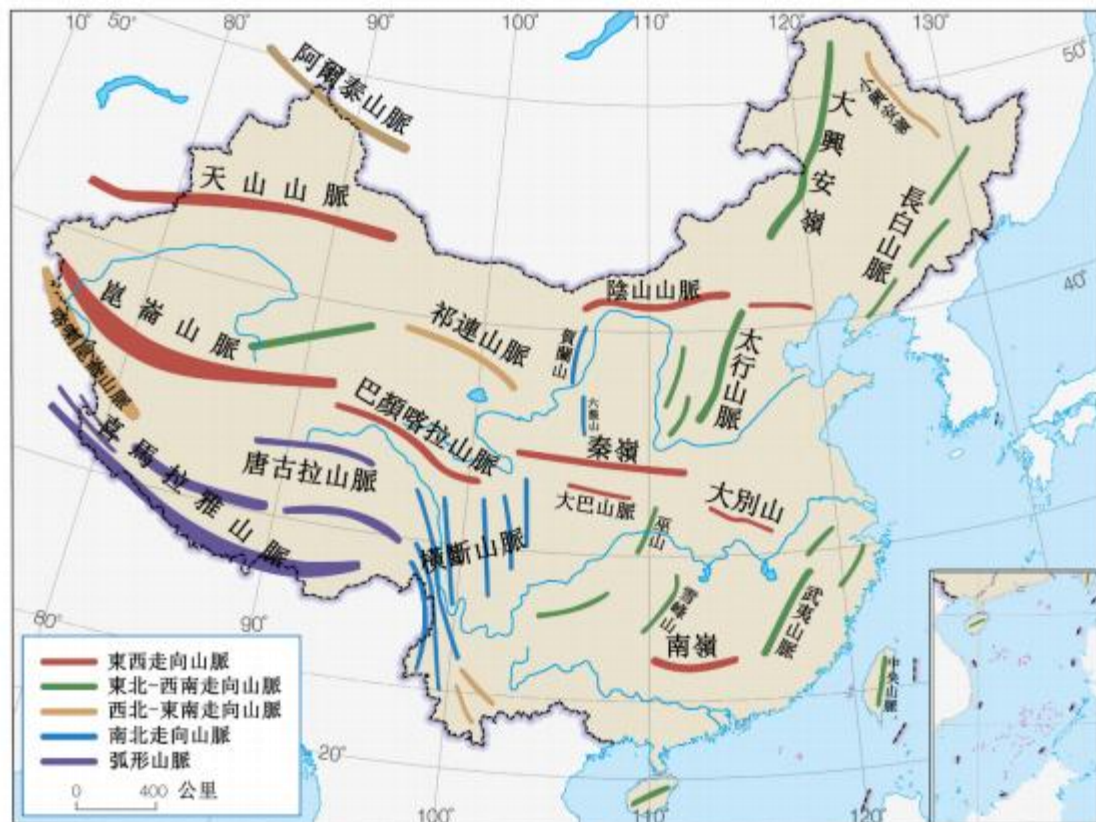 10°
50°
80°
90°
100°
110°
120°
130°
50°
阿爾泰山脈
天山山脈
大興安嶺
小興安嶺
長白山脈
40°
陰山山脈
崑崙山脈
祁連山脈
賀蘭山
太行山脈
喀喇崑崙山脈
巴顏喀拉山脈
六盤山
秦嶺
喜馬拉雅山脈
唐古拉山脈
大巴山脈
大別山
橫斷山脈
巫山
雪峰山
武夷山脈
南嶺
中央山脈
80°
90°
20°
100°
110°
120°
東西走向山脈
東北-西南走向山脈
西北-東南走向山脈
南北走向山脈
弧形山脈
0 400 公里